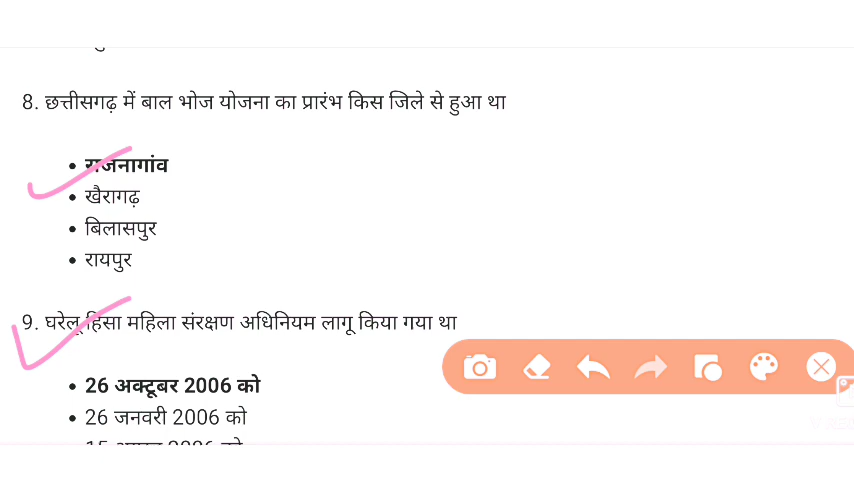 8. छत्तीसगढ़ में बाल भोज योजना का प्रारंभ किस जिले से हुआ था
• राजनागांव
• खैरागढ़
• बिलासपुर
• रायपुर
9. घरेलू हिंसा महिला संरक्षण अधिनियम लागू किया गया था
• 26 अक्टूबर 2006 को
• 26 जनवरी 2006 को